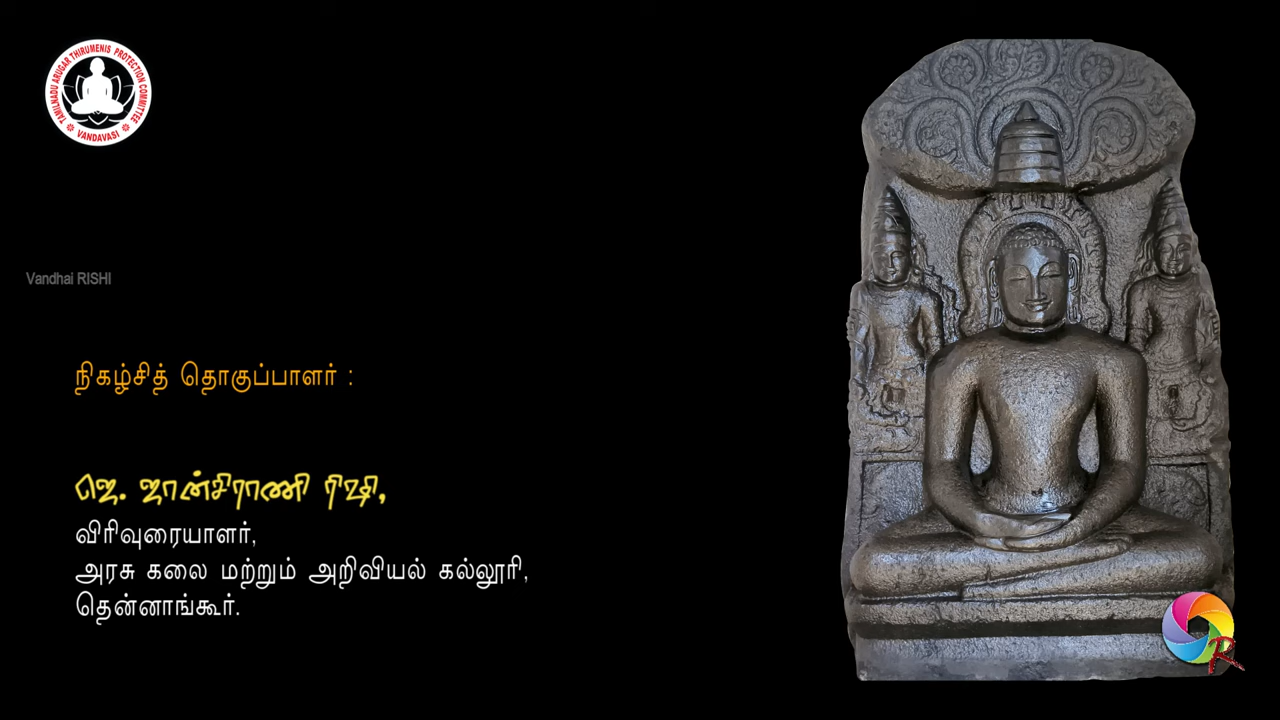 TAMILNADU ARUGAR THIRUMENIS PROTECTION COMMITTEE
VANDAVASI
Vandhai RISHI
நிகழ்சித் தொகுப்பாளர் :
ஜெ. ஜான்சிராணி ரிஷி,
விரிவுரையாளர்,
அரசு கலை மற்றும் அறிவியல் கல்லூரி,
தென்னாங்கூர்.
R